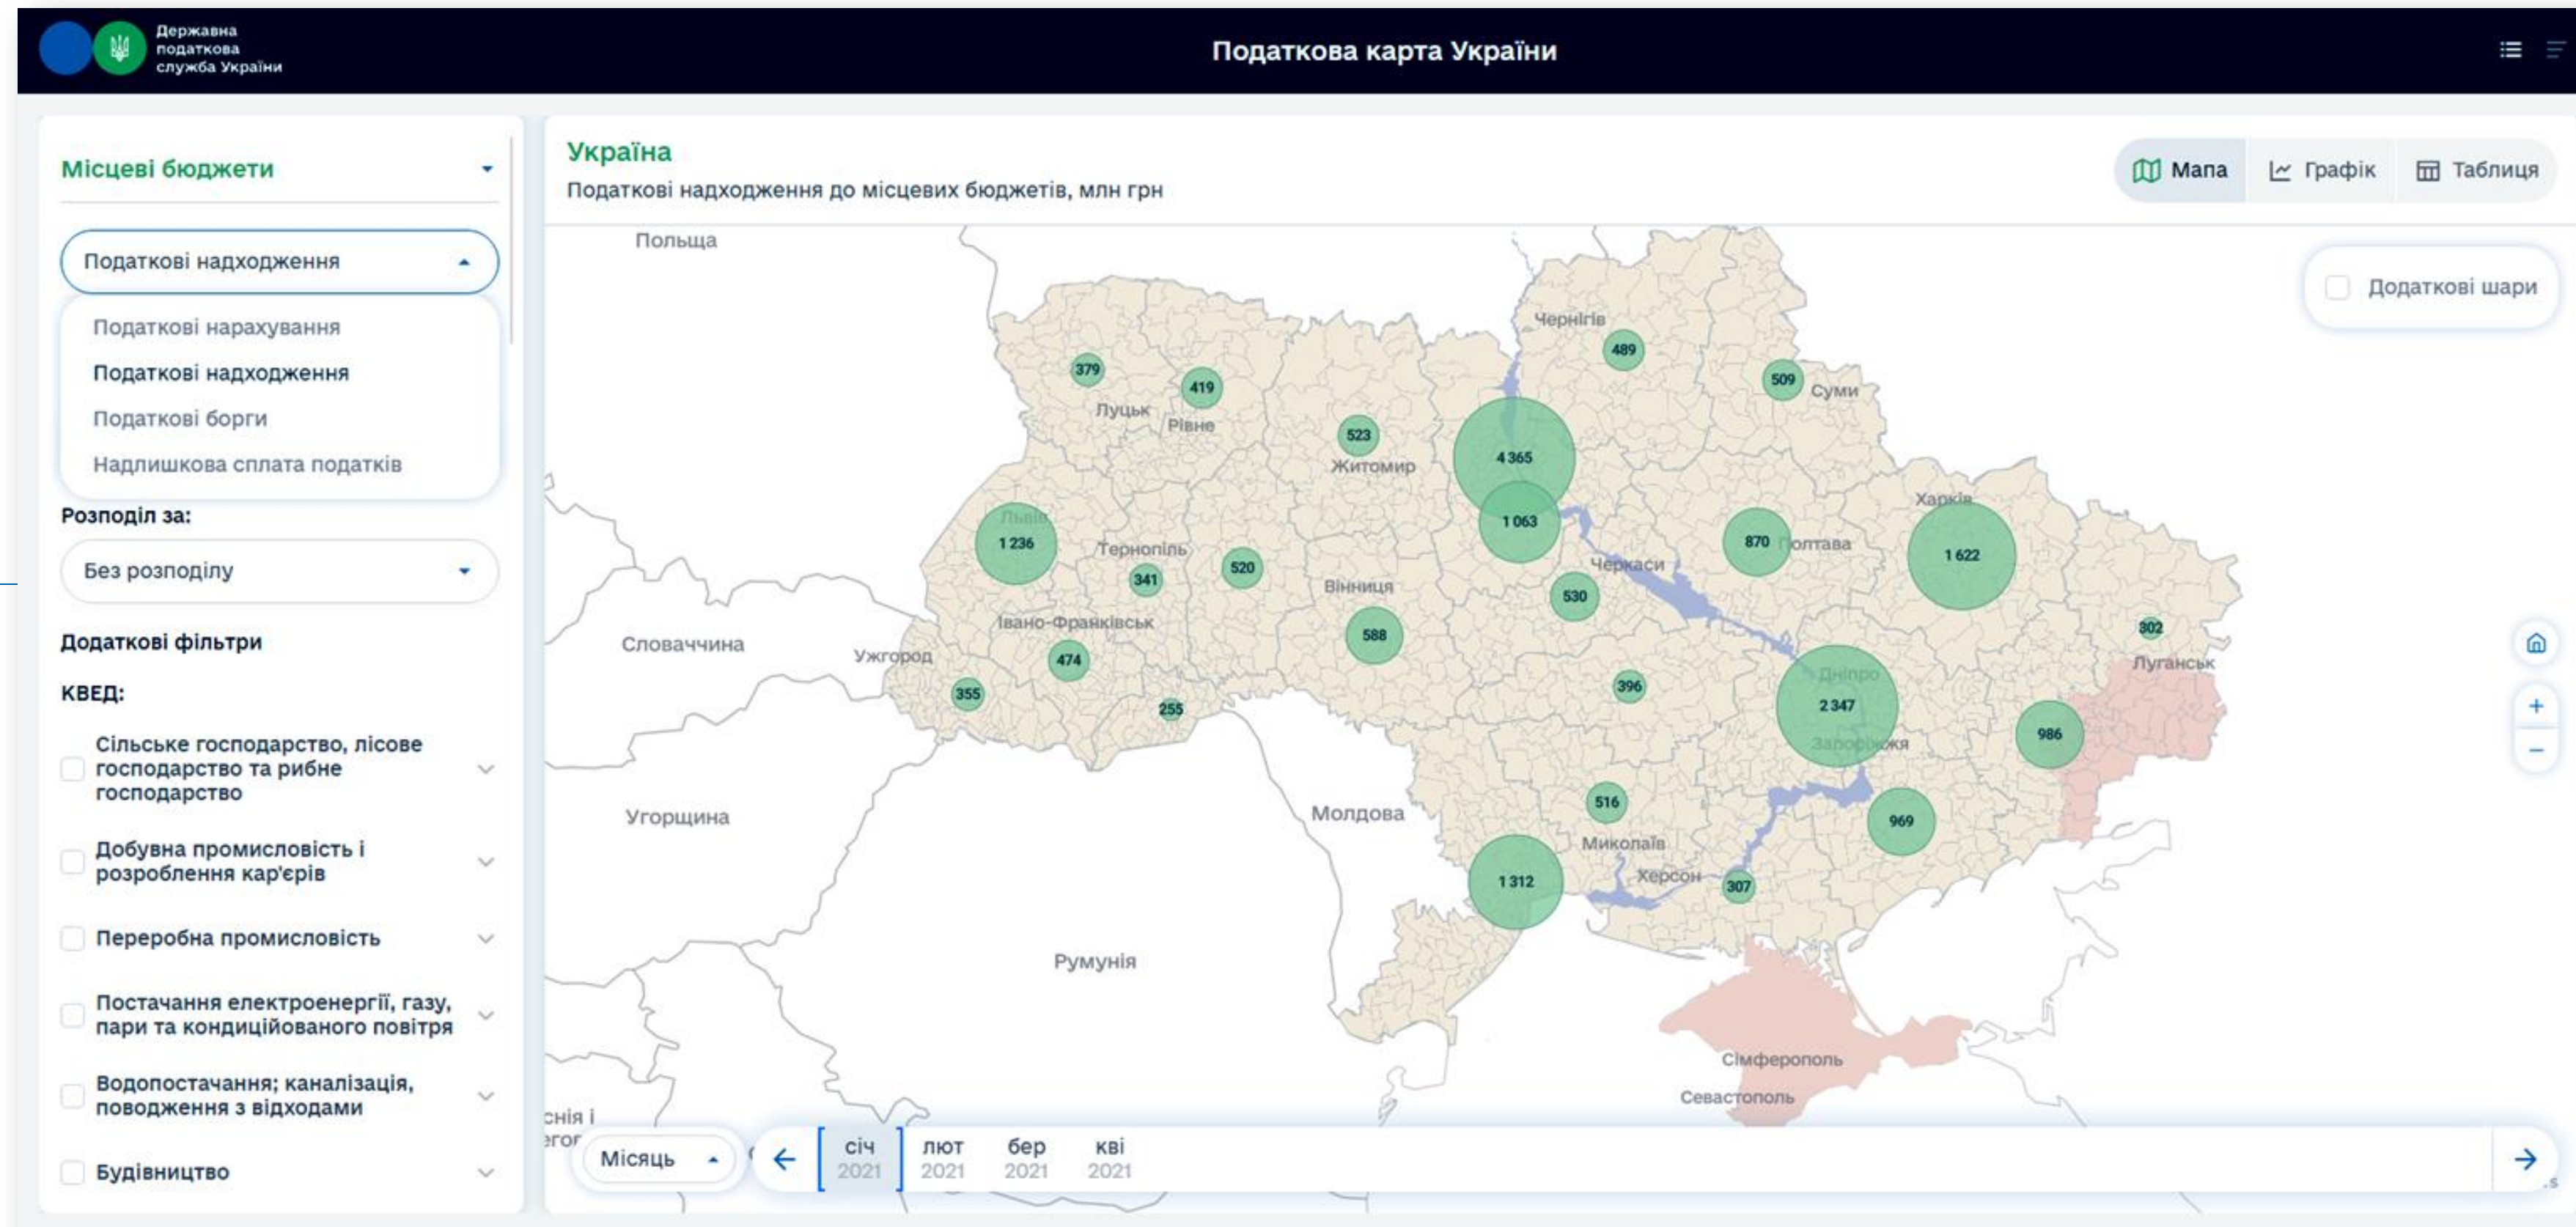 Державна
податкова
служба України
Податкова карта України
Місцеві бюджети
Податкові надходження
Податкові нарахування
Податкові надходження
Податкові борги
Надлишкова сплата податків
Розподіл за:
Без розподілу
Додаткові фільтри
КВЕД:
Сільське господарство, лісове
господарство та рибне
господарство
Добувна промисловість і
розроблення кар'єрів
Переробна промисловість
Постачання електроенергії, газу,
пари та кондиційованого повітря
Водопостачання; каналізація,
поводження з відходами
Будівництво
Україна
Податкові надходження до місцевих бюджетів, млн грн
Мапа
Графік
Таблиця
Додаткові шари
Польща
Чернігів
489
379
419
509
Суми
Луцьк
Рівне
523
Житомир
4 365
Харків
Львів
1 236
1 063
870
Полтава
1 622
Тернопіль
341
520
Черкаси
530
Вінниця
588
302
Луганськ
Івано-Франківськ
474
Словаччина
Ужгород
355
255
396
Дніпро
2 347
Запоріжжя
986
516
969
Угорщина
Молдова
Миколаїв
1 312
Херсон
307
Румунія
Сімферополь
Севастополь
снія і
Місяць
січ
2021
лют
2021
бер
2021
кві
2021